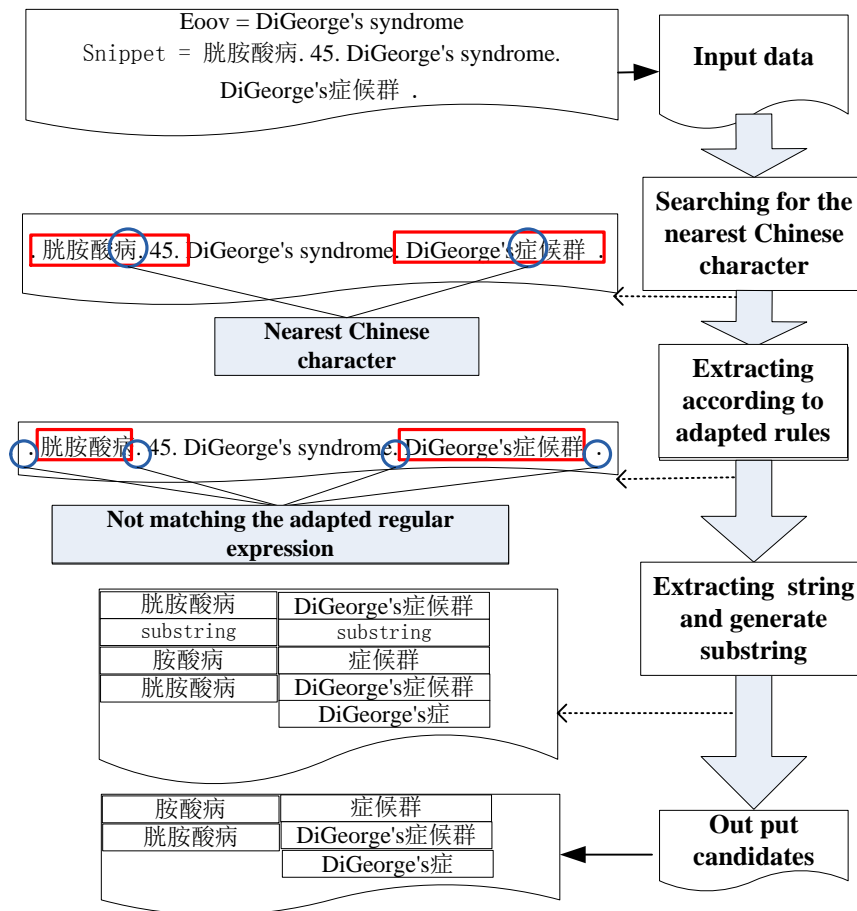 Eoov = DiGeorge's syndrome
Snippet = 胱胺酸病. 45. DiGeorge's syndrome.
DiGeorge's症候群 .
Input data
Searching for the
nearest Chinese
character
. 胱胺酸病. 45. DiGeorge's syndrome. DiGeorge's症候群 .
Nearest Chinese
character
Extracting
according to
adapted rules
. 胱胺酸病. 45. DiGeorge's syndrome. DiGeorge's症候群 .
Not matching the adapted regular
expression
Extracting string
and generate
substring
胱胺酸病 DiGeorge's症候群
substring substring
胺酸病 症候群
胱胺酸病 DiGeorge's症候群
DiGeorge's症
胺酸病 症候群
胱胺酸病 DiGeorge's症候群
DiGeorge's症
Out put
candidates